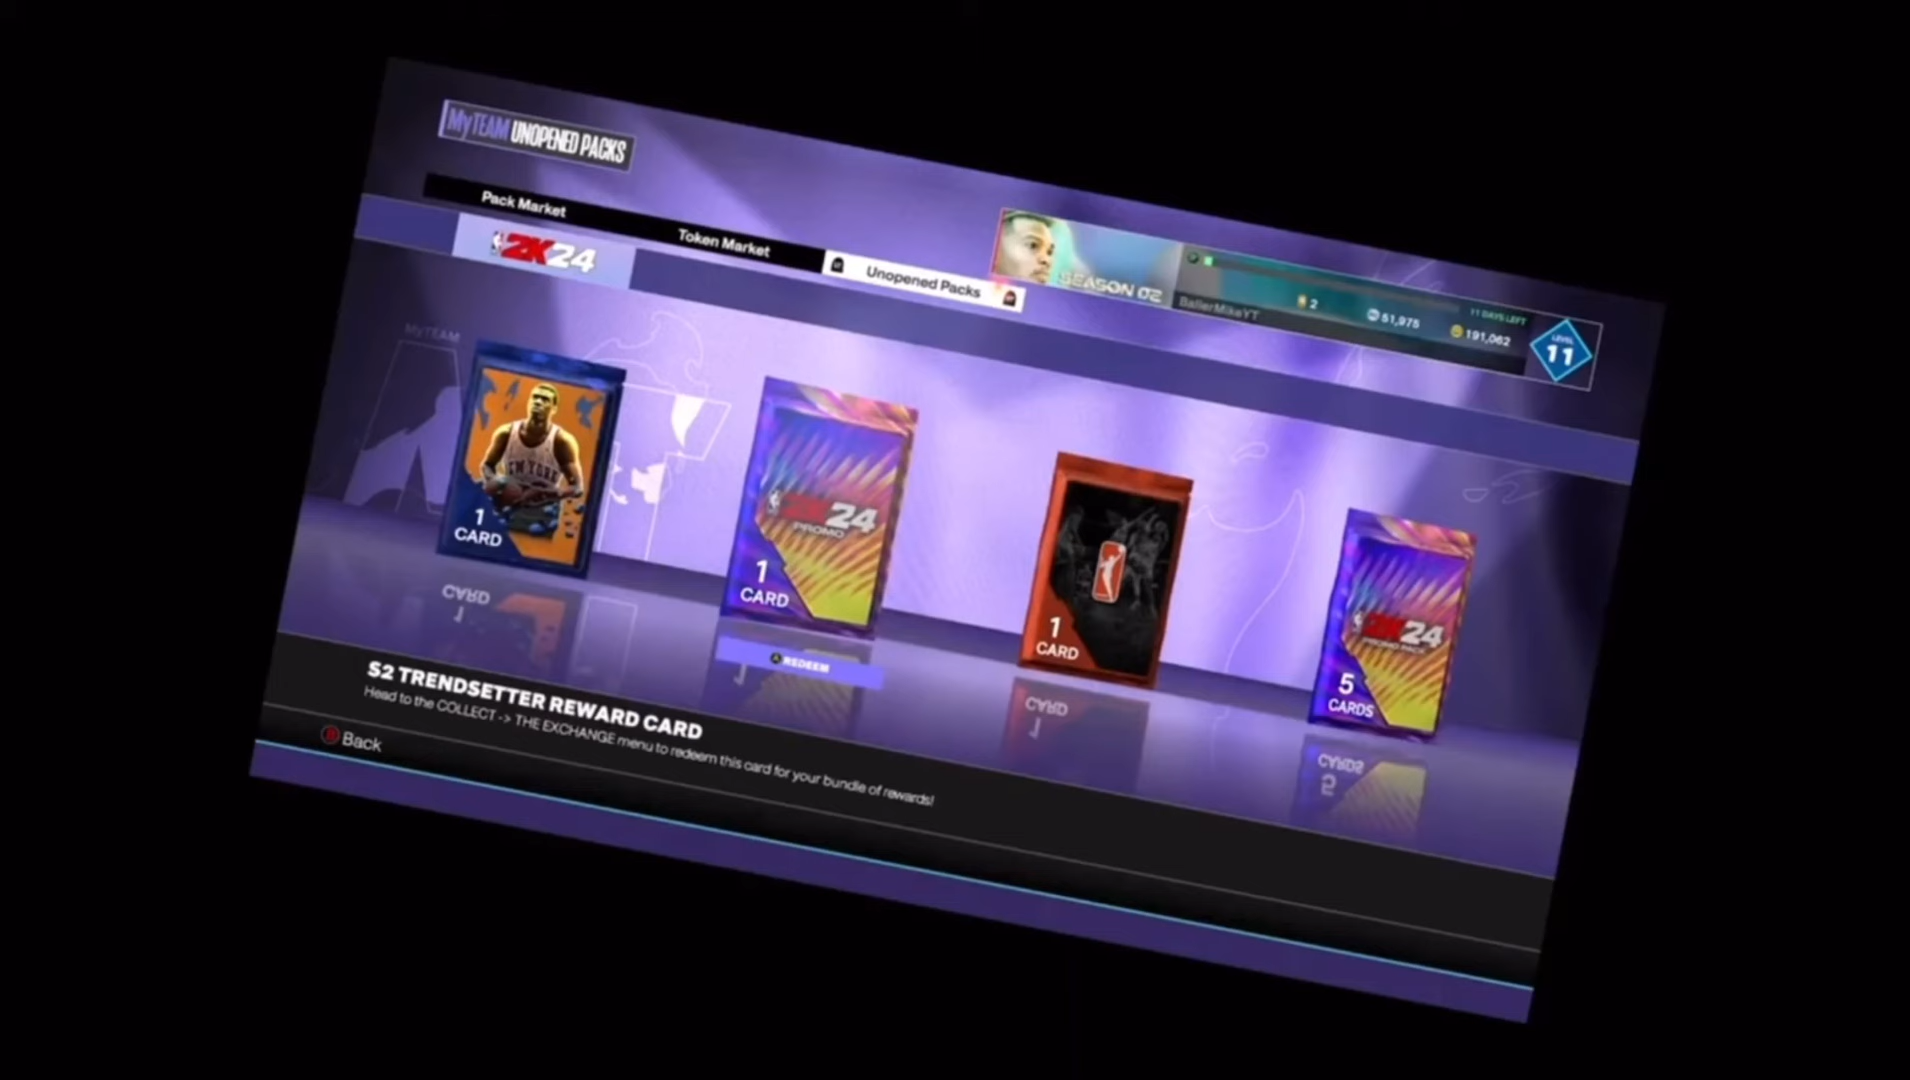 MyTEAM UNOPENED PACKS
Pack Market
Token Market
Unopened Packs
2K24
SEASON 02
BallerMikeYT
2
51,975
11 DAYS LEFT
191,062
LEVEL
11
MyTEAM
NEW YORK
1
CARD
2K24
PROMO
1
CARD
REDEEM
1
CARD
2K24
PROMO PACK
5
CARDS
S2 TRENDSETTER REWARD CARD
Head to the COLLECT -> THE EXCHANGE menu to redeem this card for your bundle of rewards!
B Back